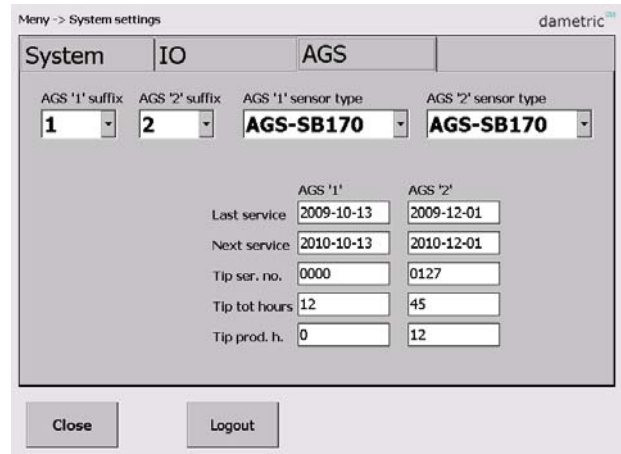 Meny -> System settings
dametric
System IO AGS
AGS '1' suffix AGS '2' suffix AGS '1' sensor type AGS '2' sensor type
1 2 AGS-SB170 AGS-SB170
AGS '1' AGS '2'
Last service 2009-10-13 2009-12-01
Next service 2010-10-13 2010-12-01
Tip ser. no. 0000 0127
Tip tot hours 12 45
Tip prod. h. 0 12
Close Logout